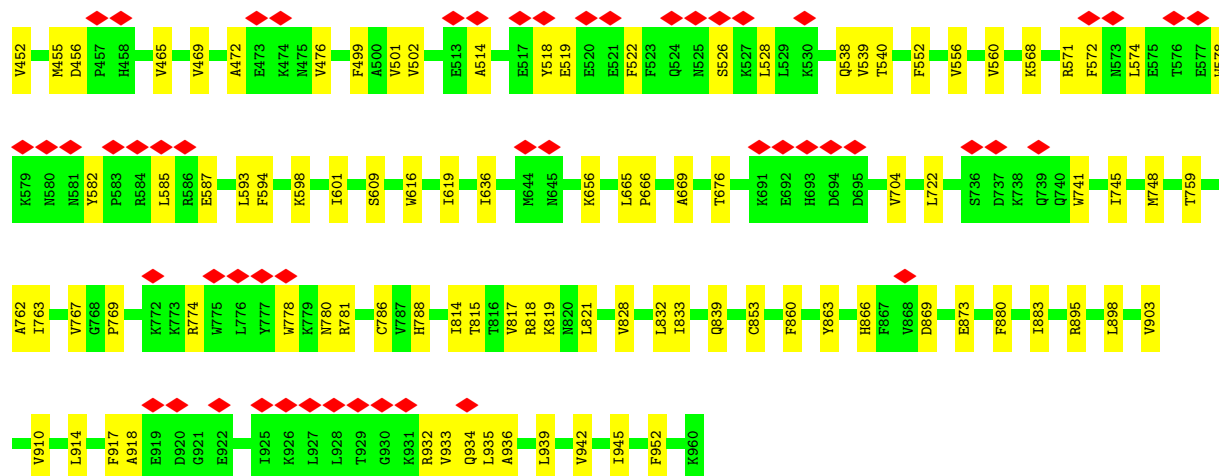 V452 M455 D456 P457 H458 V465 V469 A472 E473 K474 N475 V476 F499 A500 V501 V502 E513 A514 E517 Y518 E519 E520 E521 F522 F523 Q524 N525 S526 K527 L528 L529 K530 Q538 V539 T540 F552 V556 V560 K568 R571 F572 N573 L574 E575 T576 E577
K579 N580 N581 Y582 P583 R584 L585 R586 E587 L593 F594 K598 I601 S609 W616 I619 I636 M644 N645 K656 L665 P666 A669 T676 K691 E692 H693 D694 D695 V704 L722 S736 D737 K738 Q739 Q740 W741 I745 M748 T759
A762 I763 V767 G768 P769 K772 K773 R774 W775 L776 Y777 W778 K779 N780 R781 C786 V787 H788 I814 T815 T816 V817 R818 K819 N820 L821 V828 L832 I833 Q839 C853 F860 Y863 H866 F867 V868 D869 E873 F880 I883 R895 L898 V903
V910 L914 F917 A918 E919 D920 G921 E922 I925 K926 L927 L928 T929 G930 K931 R932 V933 Q934 L935 A936 L939 V942 I945 F952 K960